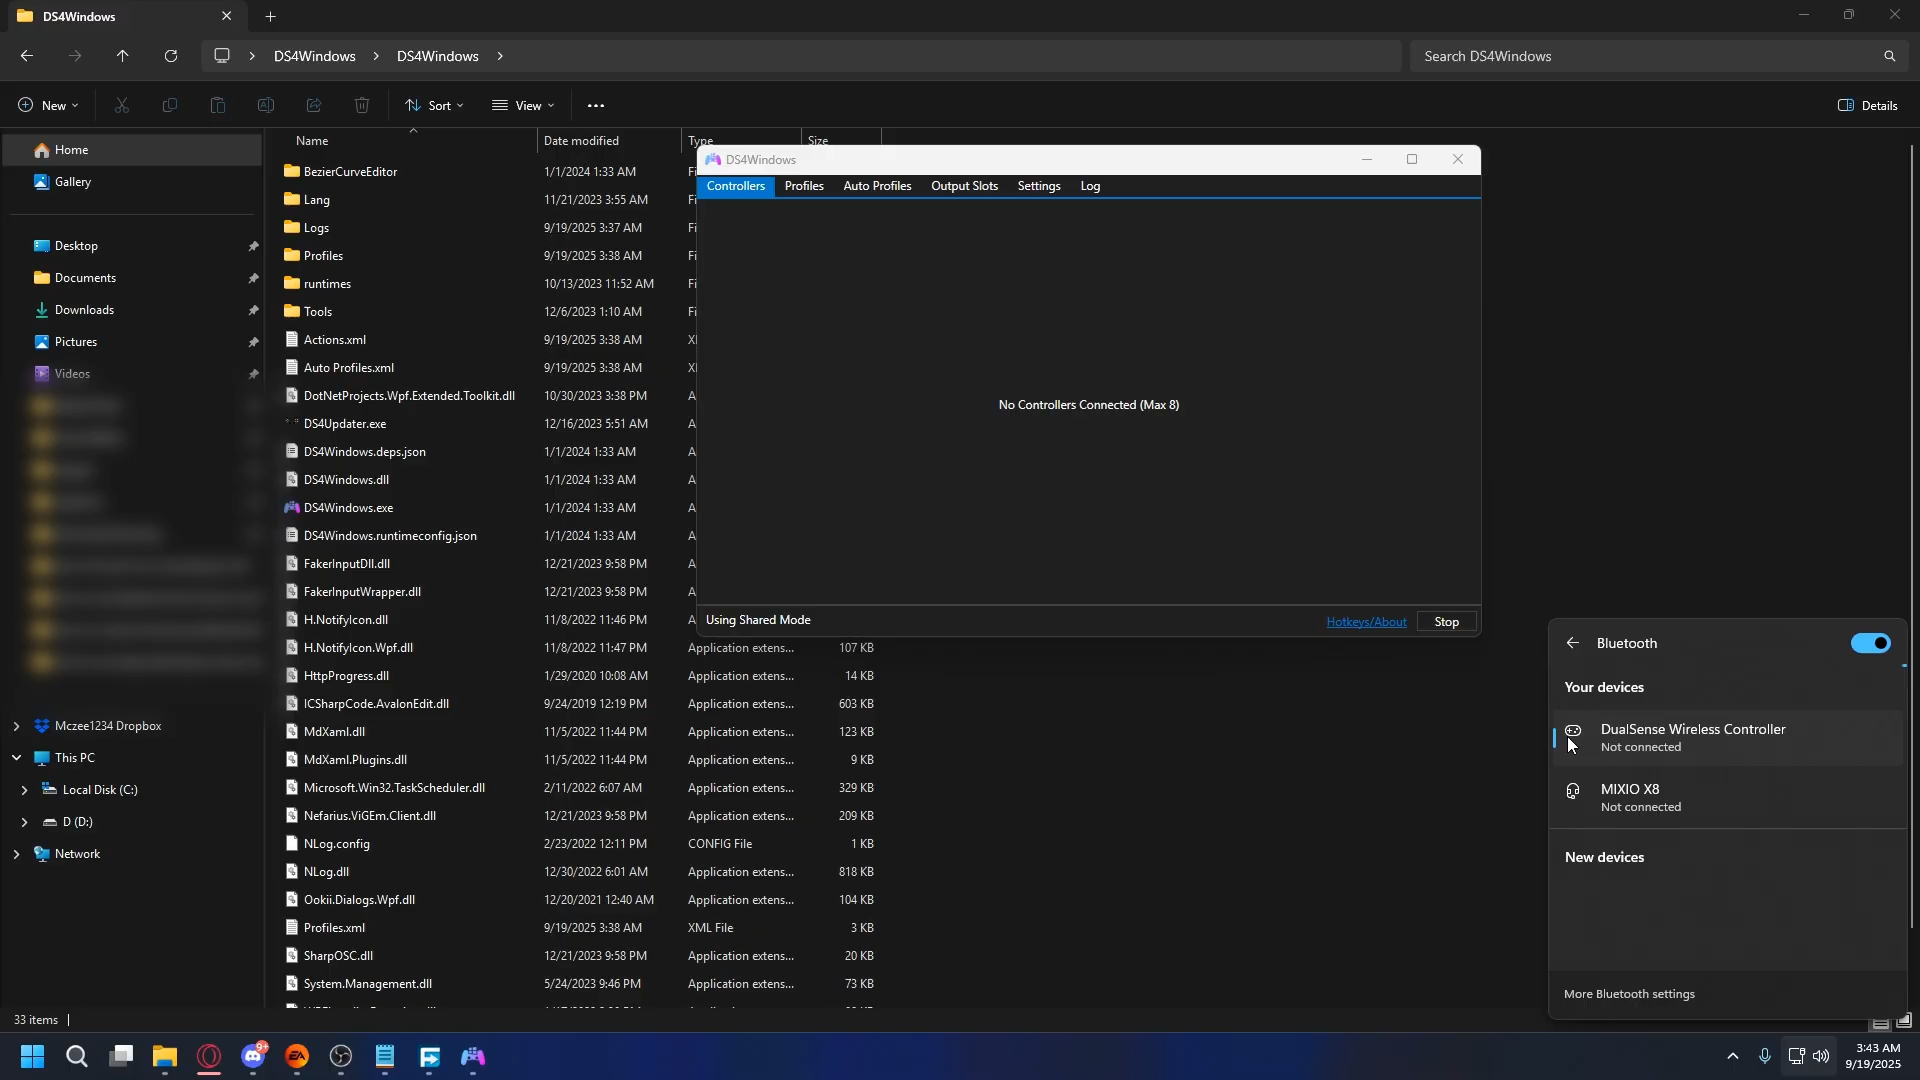 DS4Windows
DS4Windows > DS4Windows >
Search DS4Windows
New
Sort
View
Details
Home
Gallery
Desktop
Documents
Downloads
Pictures
Videos
Mczee1234 Dropbox
This PC
Local Disk (C:)
D (D:)
Network
Name Date modified Type Size
BezierCurveEditor 1/1/2024 1:33 AM Fi
Lang 11/21/2023 3:55 AM Fi
Logs 9/19/2025 3:37 AM Fi
Profiles 9/19/2025 3:38 AM Fi
runtimes 10/13/2023 11:52 AM Fi
Tools 12/6/2023 1:10 AM Fi
Actions.xml 9/19/2025 3:38 AM X
Auto Profiles.xml 9/19/2025 3:38 AM X
DotNetProjects.Wpf.Extended.Toolkit.dll 10/30/2023 3:38 PM A
DS4Updater.exe 12/16/2023 5:51 AM A
DS4Windows.deps.json 1/1/2024 1:33 AM A
DS4Windows.dll 1/1/2024 1:33 AM A
DS4Windows.exe 1/1/2024 1:33 AM A
DS4Windows.runtimeconfig.json 1/1/2024 1:33 AM A
FakerInputDll.dll 12/21/2023 9:58 PM A
FakerInputWrapper.dll 12/21/2023 9:58 PM A
H.NotifyIcon.dll 11/8/2022 11:46 PM A
H.NotifyIcon.Wpf.dll 11/8/2022 11:47 PM Application extens... 107 KB
HttpProgress.dll 1/29/2020 10:08 AM Application extens... 14 KB
ICSharpCode.AvalonEdit.dll 9/24/2019 12:19 PM Application extens... 603 KB
MdXaml.dll 11/5/2022 11:44 PM Application extens... 123 KB
MdXaml.Plugins.dll 11/5/2022 11:44 PM Application extens... 9 KB
Microsoft.Win32.TaskScheduler.dll 2/11/2022 6:07 AM Application extens... 329 KB
Nefarius.ViGEm.Client.dll 12/21/2023 9:58 PM Application extens... 209 KB
NLog.config 2/23/2022 12:11 PM CONFIG File 1 KB
NLog.dll 12/30/2022 6:01 AM Application extens... 818 KB
Ookii.Dialogs.Wpf.dll 12/20/2021 12:40 AM Application extens... 104 KB
Profiles.xml 9/19/2025 3:38 AM XML File 3 KB
SharpOSC.dll 12/21/2023 9:58 PM Application extens... 20 KB
System.Management.dll 5/24/2023 9:46 PM Application extens... 73 KB
33 items
DS4Windows
Controllers Profiles Auto Profiles Output Slots Settings Log
No Controllers Connected (Max 8)
Using Shared Mode
Hotkeys/About
Stop
Bluetooth
Your devices
DualSense Wireless Controller
Not connected
MIXIO X8
Not connected
New devices
More Bluetooth settings
9+
EA
3:43 AM
9/19/2025